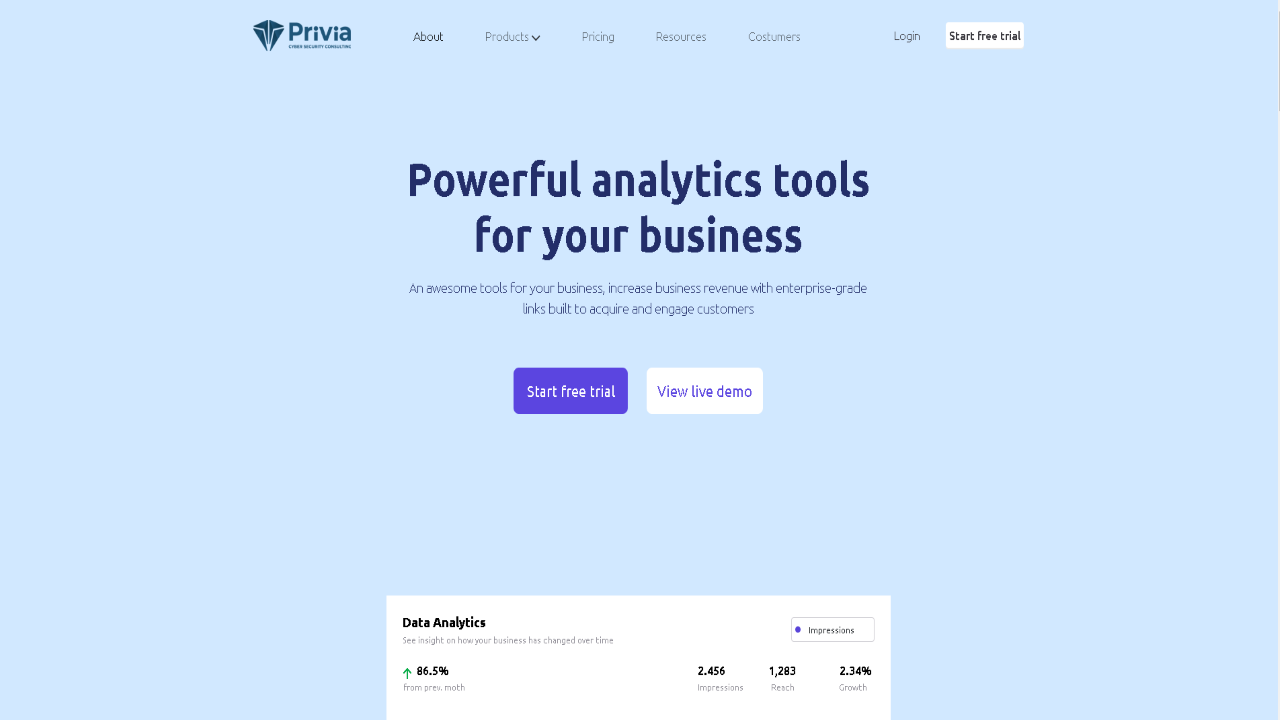 Privia
CYBER SECURITY CONSULTING
About
Products
Pricing
Resources
Costumers
Login
Start free trial
Powerful analytics tools
for your business
An awesome tools for your business, increase business revenue with enterprise-grade
links built to acquire and engage customers
Start free trial
View live demo
Data Analytics
See insight on how your business has changed over time
Impressions
86.5%
from prev. moth
2.456
Impressions
1,283
Reach
2.34%
Growth